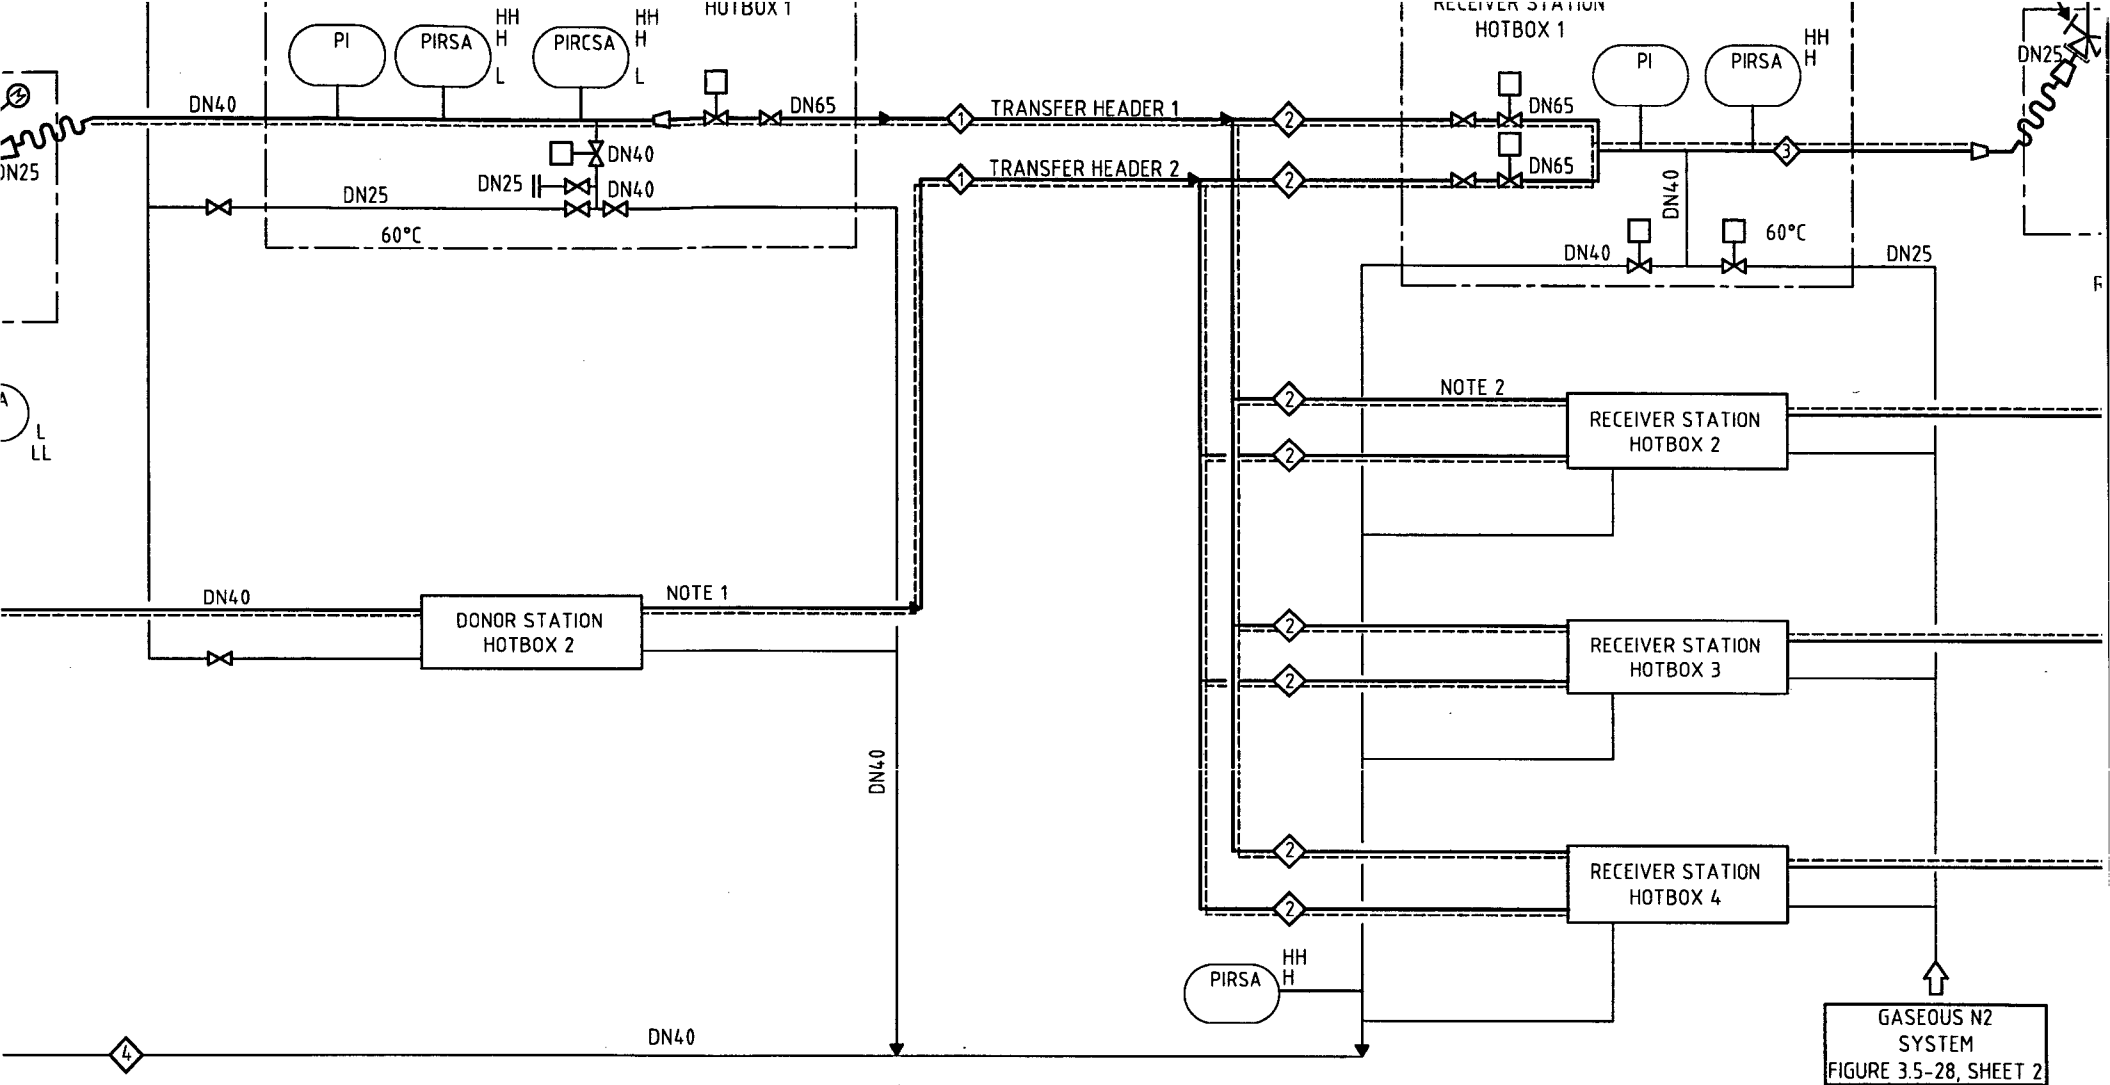 HOTBOX 1
RECEIVER STATION
HOTBOX 1
PI
PIRSA
HH
H
L
PIRCSA
HH
H
L
PI
PIRSA
HH
H
DN25
DN40
DN65
1
TRANSFER HEADER 1
2
DN65
DN40
DN25
DN40
1
TRANSFER HEADER 2
2
DN65
3
DN25
DN40
60°C
DN40
60°C
DN40
DN25
L
LL
2
NOTE 2
RECEIVER STATION
HOTBOX 2
2
DN40
NOTE 1
DONOR STATION
HOTBOX 2
2
RECEIVER STATION
HOTBOX 3
2
DN40
2
RECEIVER STATION
HOTBOX 4
2
PIRSA
HH
H
4
DN40
GASEOUS N2
SYSTEM
FIGURE 3.5-28, SHEET 2